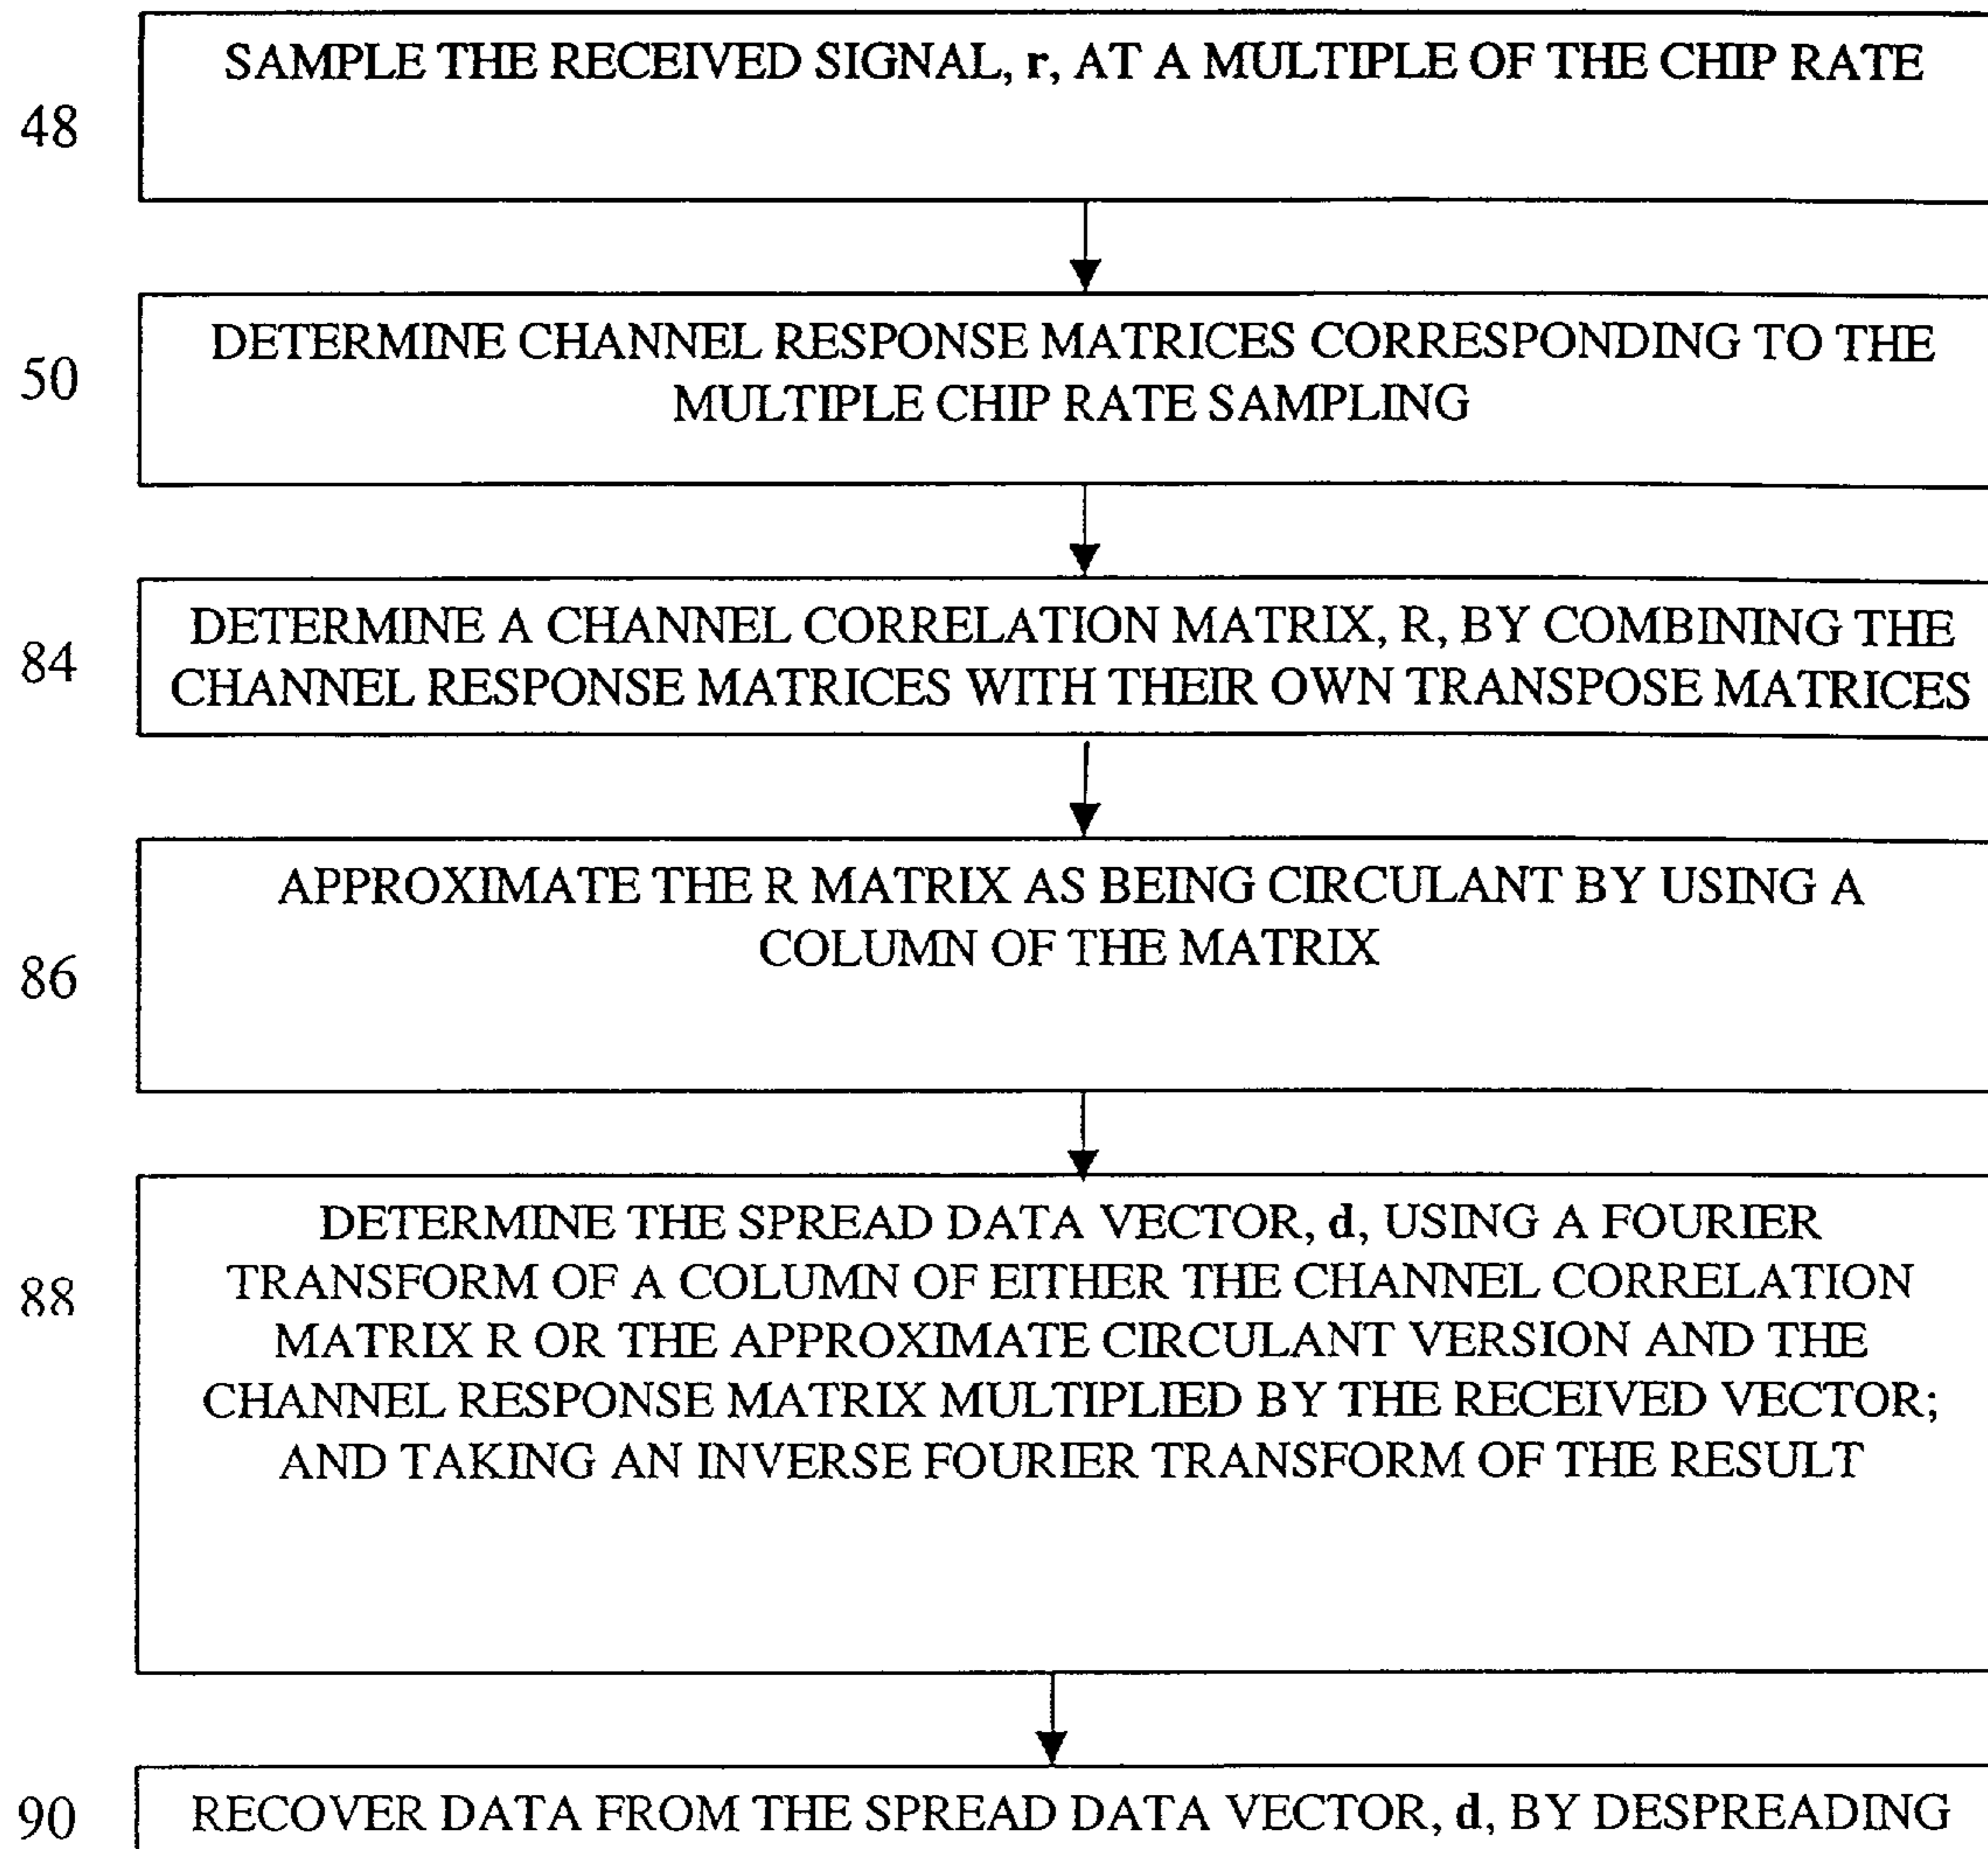 SAMPLE THE RECEIVED SIGNAL, r, AT A MULTIPLE OF THE CHIP RATE
48
DETERMINE CHANNEL RESPONSE MATRICES CORRESPONDING TO THE
MULTIPLE CHIP RATE SAMPLING
50
DETERMINE A CHANNEL CORRELATION MATRIX, R, BY COMBINING THE
CHANNEL RESPONSE MATRICES WITH THEIR OWN TRANSPOSE MATRICES
84
APPROXIMATE THE R MATRIX AS BEING CIRCULANT BY USING A
COLUMN OF THE MATRIX
86
DETERMINE THE SPREAD DATA VECTOR, d, USING A FOURIER
TRANSFORM OF A COLUMN OF EITHER THE CHANNEL CORRELATION
MATRIX R OR THE APPROXIMATE CIRCULANT VERSION AND THE
CHANNEL RESPONSE MATRIX MULTIPLIED BY THE RECEIVED VECTOR;
AND TAKING AN INVERSE FOURIER TRANSFORM OF THE RESULT
88
90
RECOVER DATA FROM THE SPREAD DATA VECTOR, d, BY DESPREADING